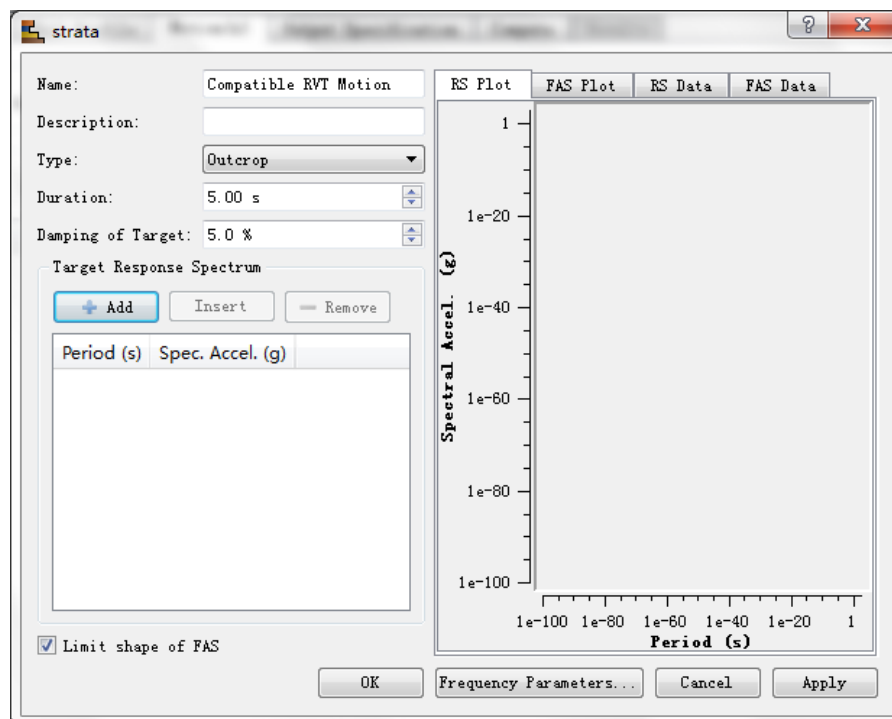 strata
Name: Compatible RVT Motion
Description:
Type: Outcrop
Duration: 5.00 s
Damping of Target: 5.0 %
Target Response Spectrum
Add Insert Remove
Period (s) Spec. Accel. (g)
Limit shape of FAS
RS Plot FAS Plot RS Data FAS Data
Spectral Accel. (g)
1
1e-20
1e-40
1e-60
1e-80
1e-100
1e-100 1e-80 1e-60 1e-40 1e-20 1
Period (s)
OK Frequency Parameters... Cancel Apply